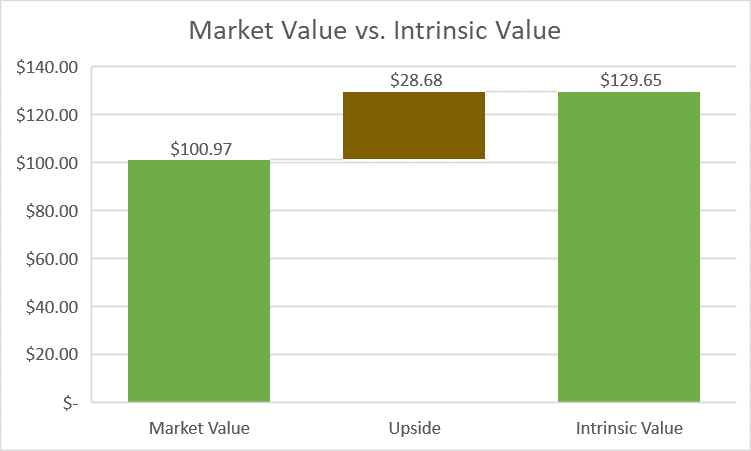 Market Value vs. Intrinsic Value
$140.00
$120.00
$100.00
$80.00
$60.00
$40.00
$20.00
$-
$100.97
$28.68
$129.65
Market Value
Upside
Intrinsic Value